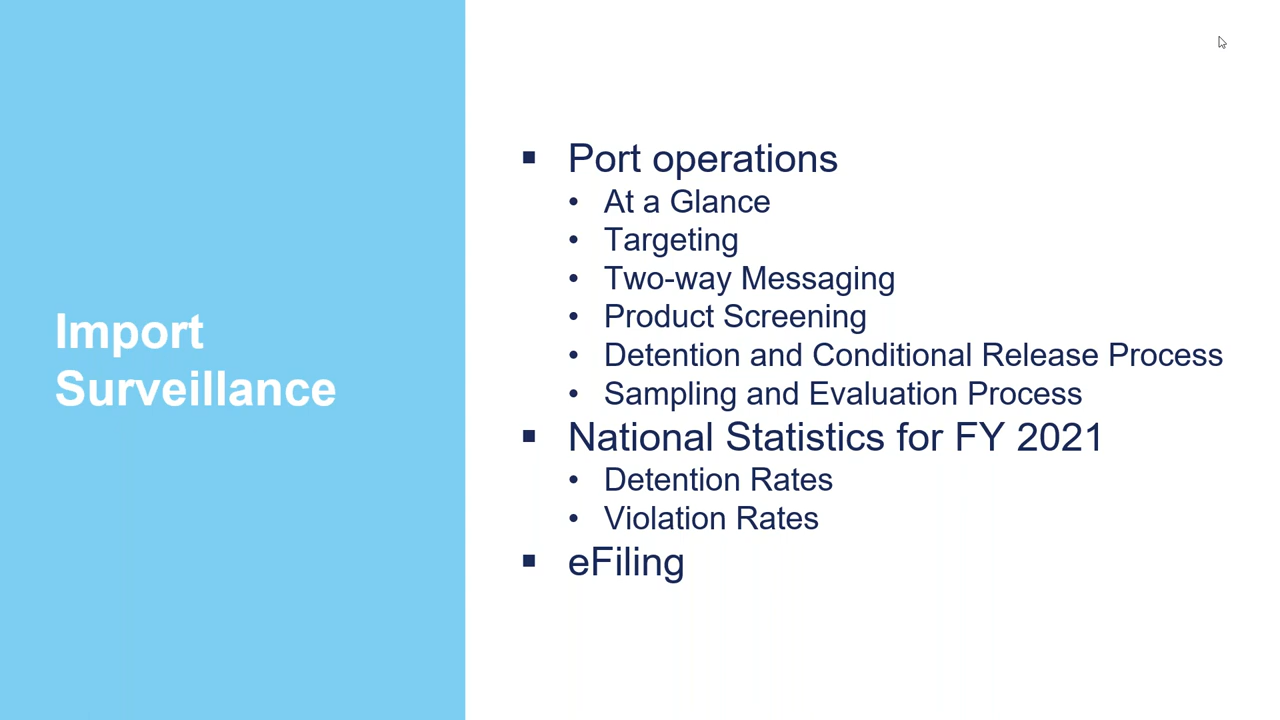 Import
Surveillance
Port operations
At a Glance
Targeting
Two-way Messaging
Product Screening
Detention and Conditional Release Process
Sampling and Evaluation Process
National Statistics for FY 2021
Detention Rates
Violation Rates
eFiling